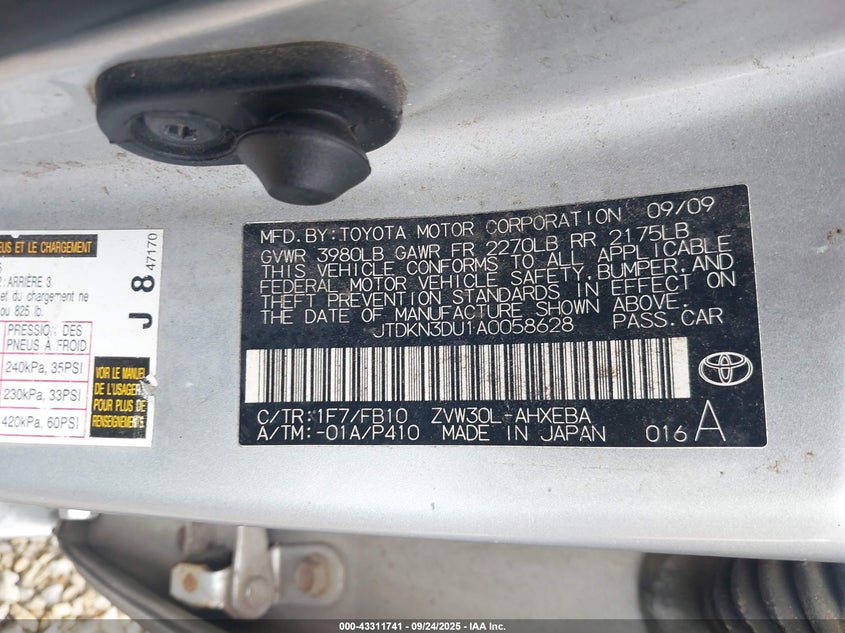 MFD.BY:TOYOTA MOTOR CORPORATION 09/09
GVWR 3980LB GAWR FR 2270LB RR 2175LB
THIS VEHICLE CONFORMS TO ALL APPLICABLE
FEDERAL MOTOR VEHICLE SAFETY,BUMPER,AND
THEFT PREVENTION STANDARDS IN EFFECT ON
THE DATE OF MANUFACTURE SHOWN ABOVE.
JTDKN3DU1A0058628 PASS.CAR
C/TR:1F7/FB10 ZVW30L-AHXEBA
A/TM:-01A/P410 MADE IN JAPAN 016 A
EUS ET LE CHARGEMENT
ARRIÈRE 3
et du chargement ne
ou 825 lb.
PRESSION DES
PNEUS À FROID
240kPa, 35PSI
230kPa, 33PSI
420kPa, 60PSI
VOIR LE MANUEL
DE L'USAGER
POUR PLUS DE
RENSEIGNEMENTS
J 8
47170
000-43311741 - 09/24/2025 - IAA Inc.